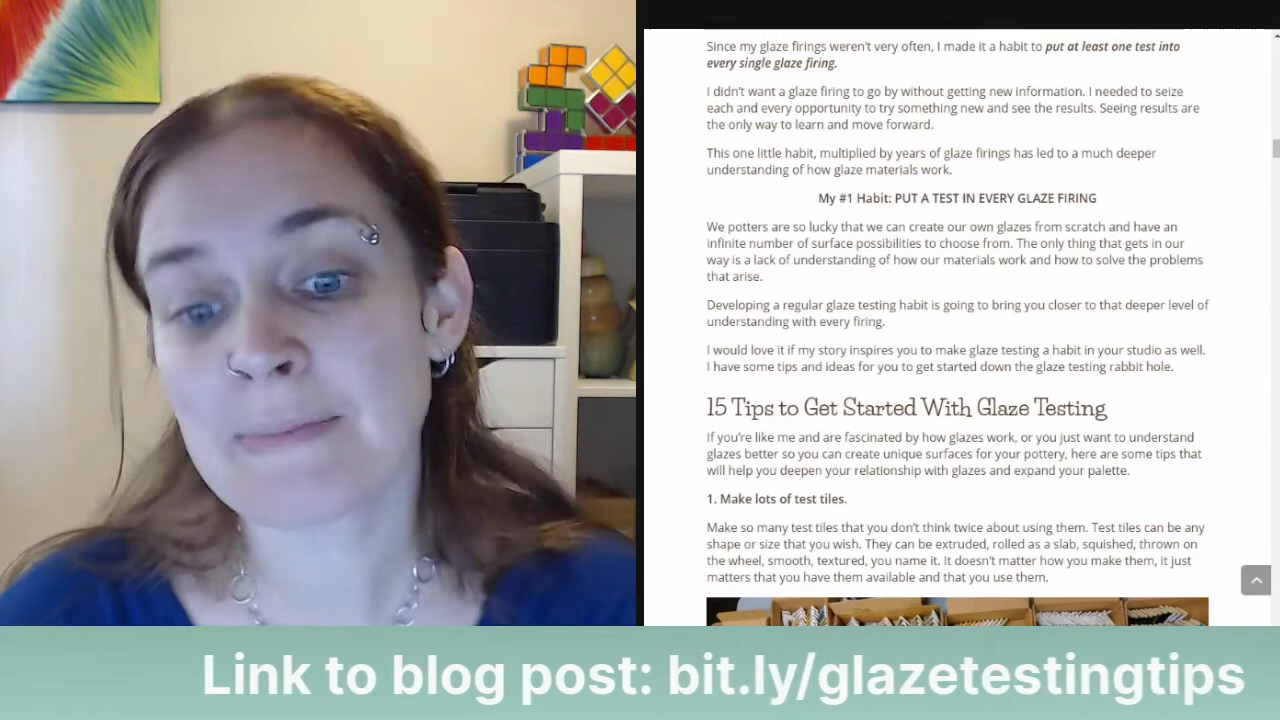 Since my glaze firings weren't very often, I made it a habit to put at least one test into
every single glaze firing.
I didn't want a glaze firing to go by without getting new information. I needed to seize
each and every opportunity to try something new and see the results. Seeing results are
the only way to learn and move forward.
This one little habit, multiplied by years of glaze firings has led to a much deeper
understanding of how glaze materials work.
My #1 Habit: PUT A TEST IN EVERY GLAZE FIRING
We potters are so lucky that we can create our own glazes from scratch and have an
infinite number of surface possibilities to choose from. The only thing that gets in our
way is a lack of understanding of how our materials work and how to solve the problems
that arise.
Developing a regular glaze testing habit is going to bring you closer to that deeper level of
understanding with every firing.
I would love it if my story inspires you to make glaze testing a habit in your studio as well.
I have some tips and ideas for you to get started down the glaze testing rabbit hole.
15 Tips to Get Started With Glaze Testing
If you're like me and are fascinated by how glazes work, or you just want to understand
glazes better so you can create unique surfaces for your pottery, here are some tips that
will help you deepen your relationship with glazes and expand your palette.
1. Make lots of test tiles.
Make so many test tiles that you don't think twice about using them. Test tiles can be any
shape or size that you wish. They can be extruded, rolled as a slab, squished, thrown on
the wheel, smooth, textured, you name it. It doesn't matter how you make them, it just
matters that you have them available and that you use them.
Link to blog post: bit.ly/glazetestingtips